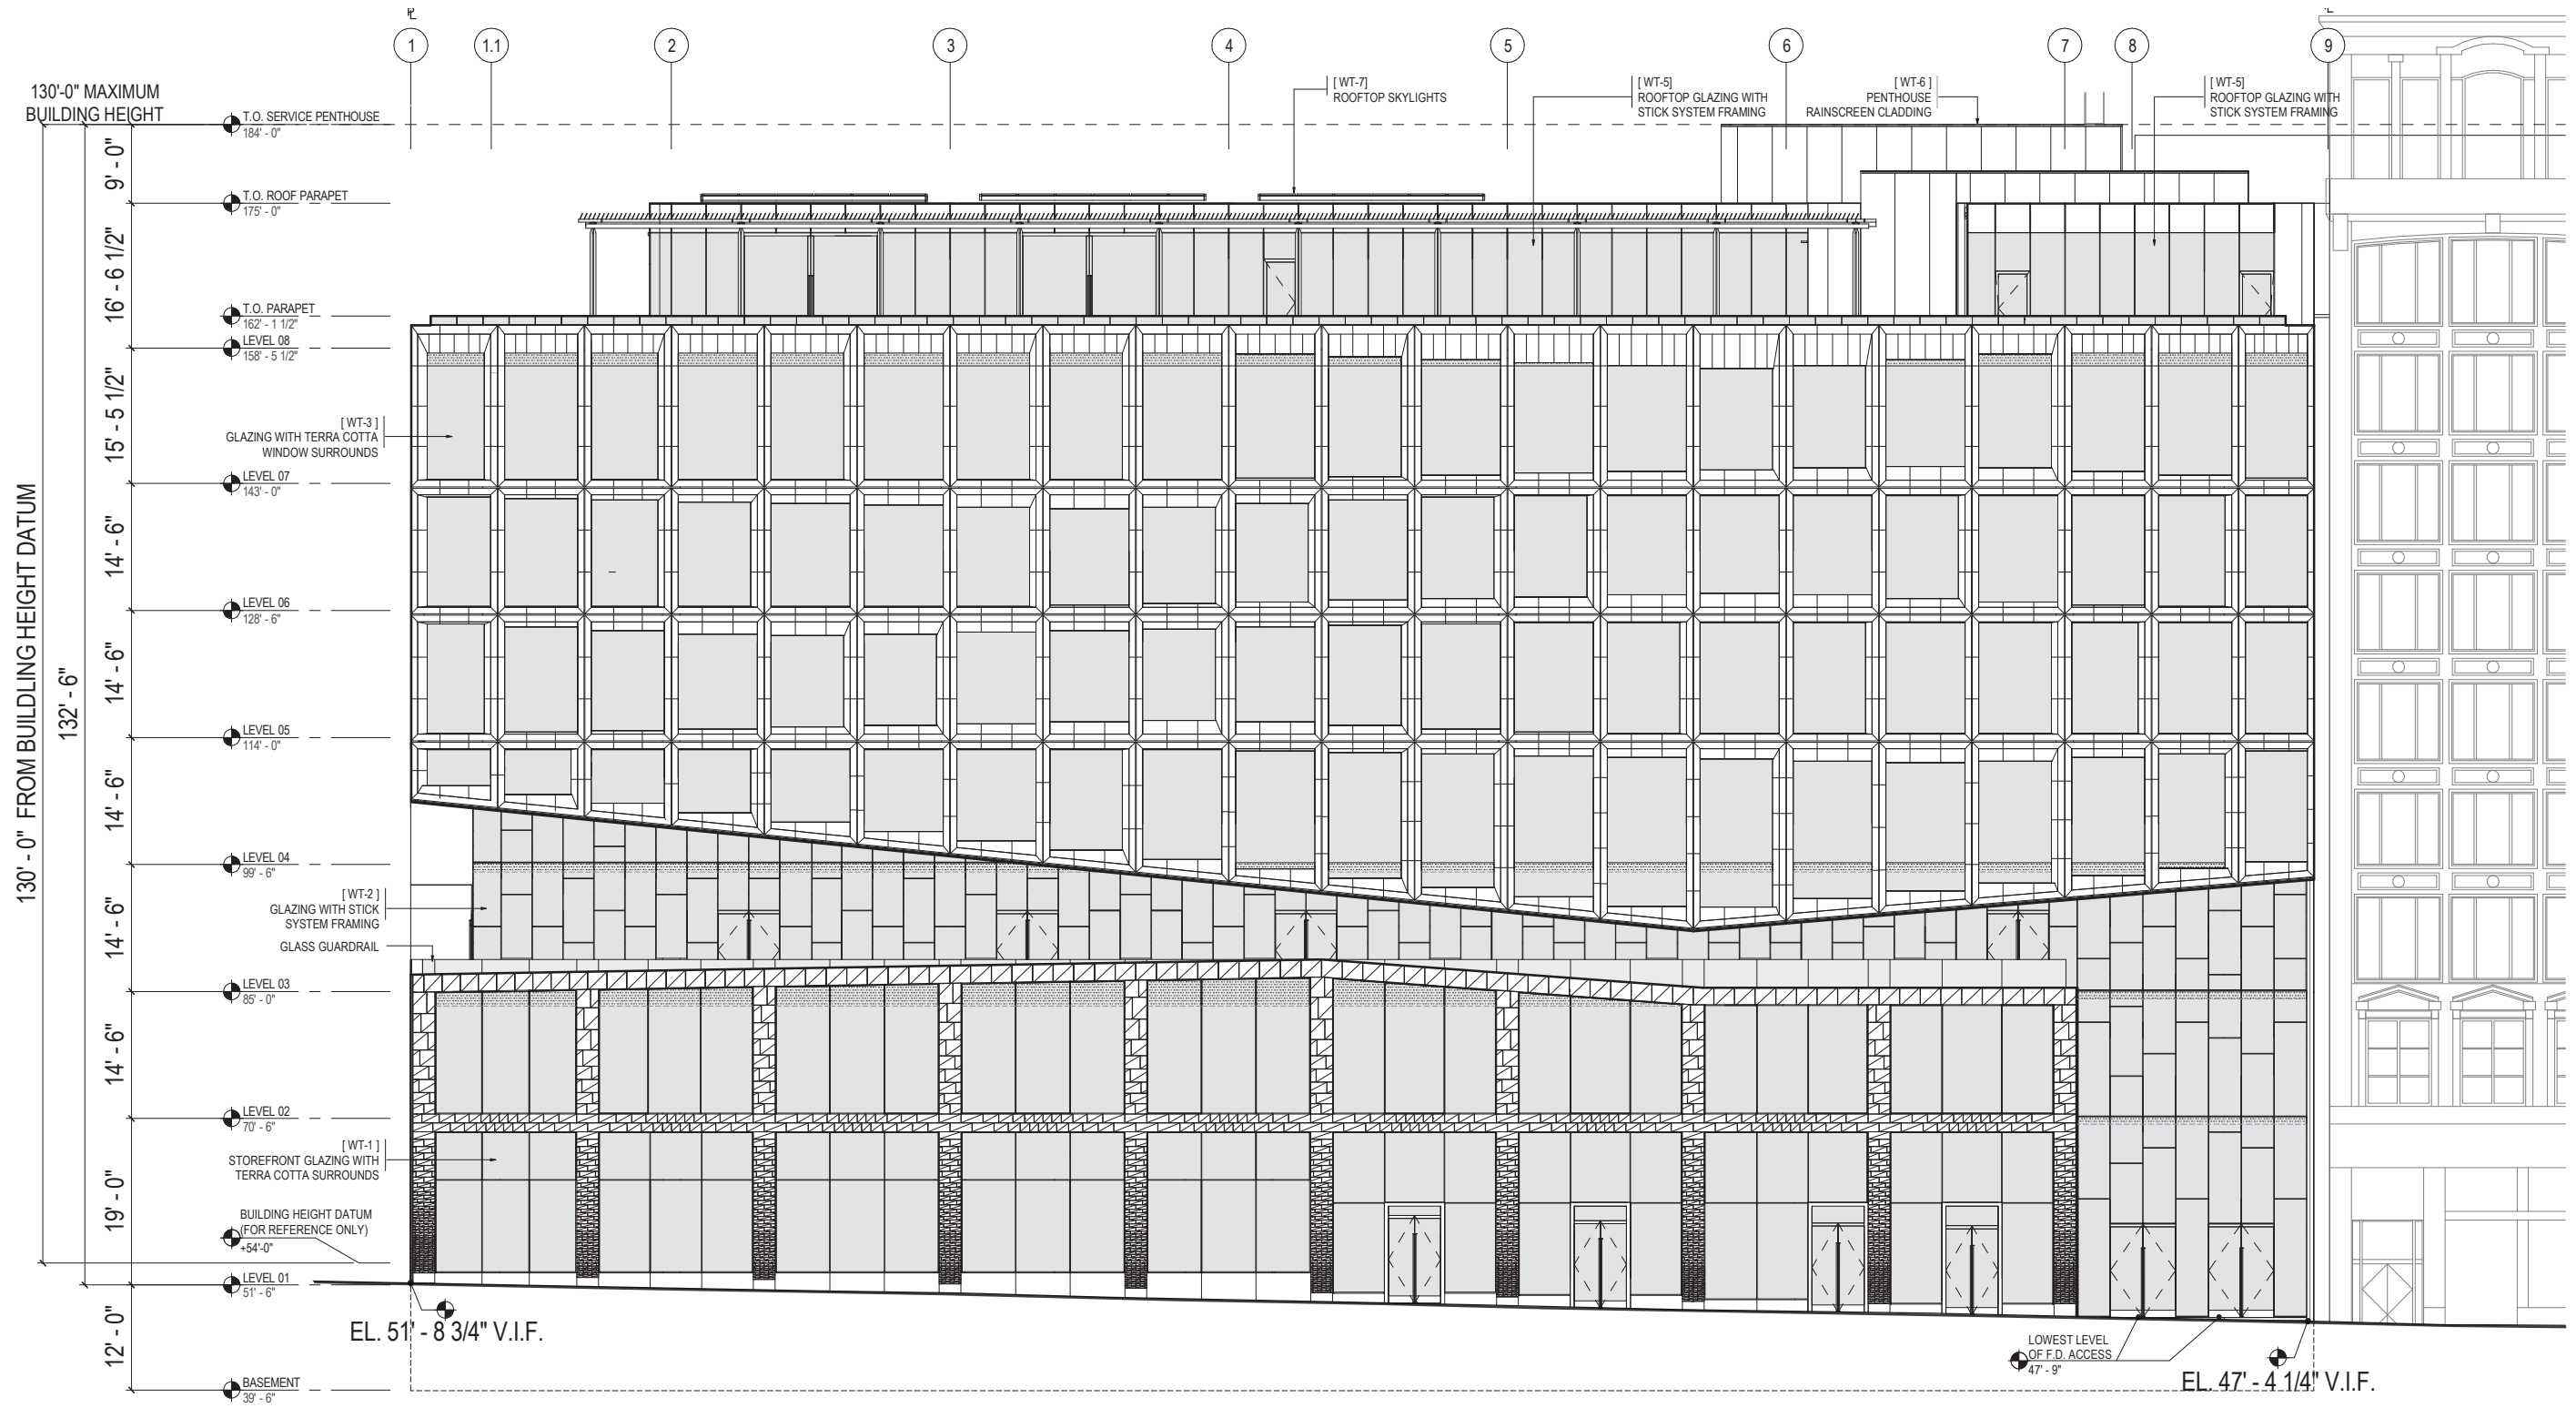 1
1.1
2
3
4
5
6
7
8
9
130'-0" MAXIMUM
BUILDING HEIGHT
T.O. SERVICE PENTHOUSE
184' - 0"
[ WT-7]
ROOFTOP SKYLIGHTS
[WT-5]
ROOFTOP GLAZING WITH
STICK SYSTEM FRAMING
[ WT-6 ]
PENTHOUSE
RAINSCREEN CLADDING
[WT-5]
ROOFTOP GLAZING WITH
STICK SYSTEM FRAMING
9' - 0"
T.O. ROOF PARAPET
175' - 0"
16' - 6 1/2"
T.O. PARAPET
162' - 1 1/2"
LEVEL 08
158' - 5 1/2"
15' - 5 1/2"
[ WT-3 ]
GLAZING WITH TERRA COTTA
WINDOW SURROUNDS
LEVEL 07
143' - 0"
14' - 6"
LEVEL 06
128' - 6"
14' - 6"
130' - 0" FROM BUILDLING HEIGHT DATUM
132' - 6"
LEVEL 05
114' - 0"
14' - 6"
LEVEL 04
99' - 6"
[ WT-2 ]
GLAZING WITH STICK
SYSTEM FRAMING
GLASS GUARDRAIL
14' - 6"
LEVEL 03
85' - 0"
14' - 6"
LEVEL 02
70' - 6"
[ WT-1 ]
STOREFRONT GLAZING WITH
TERRA COTTA SURROUNDS
19' - 0"
BUILDING HEIGHT DATUM
(FOR REFERENCE ONLY)
+54'-0"
LEVEL 01
51' - 6"
12' - 0"
EL. 51' - 8 3/4" V.I.F.
LOWEST LEVEL
OF F.D. ACCESS
47' - 9"
EL. 47' - 4 1/4" V.I.F.
BASEMENT
39' - 6"